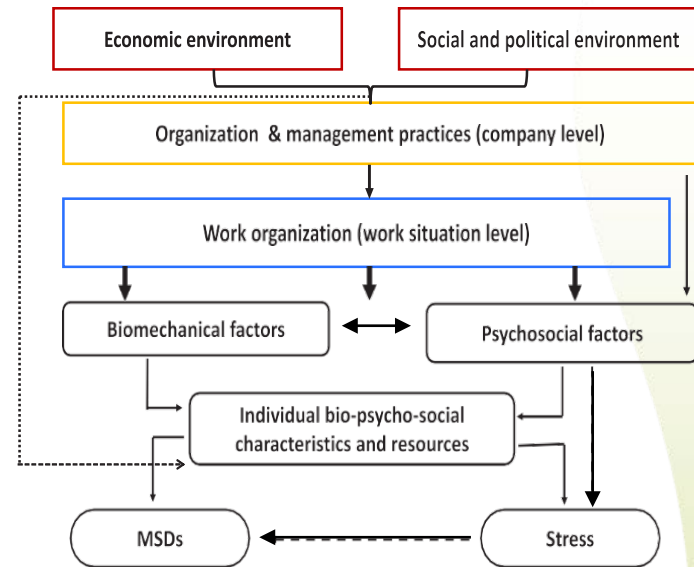 Economic environment
Social and political environment
Organization & management practices (company level)
Work organization (work situation level)
Biomechanical factors
Psychosocial factors
Individual bio-psycho-social
characteristics and resources
MSDs
Stress